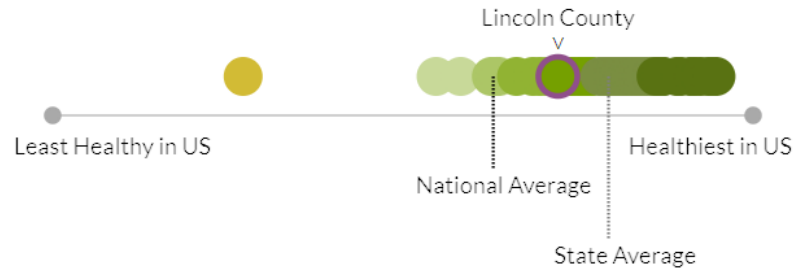 Lincoln County
v
Least Healthy in US
Healthiest in US
National Average
State Average